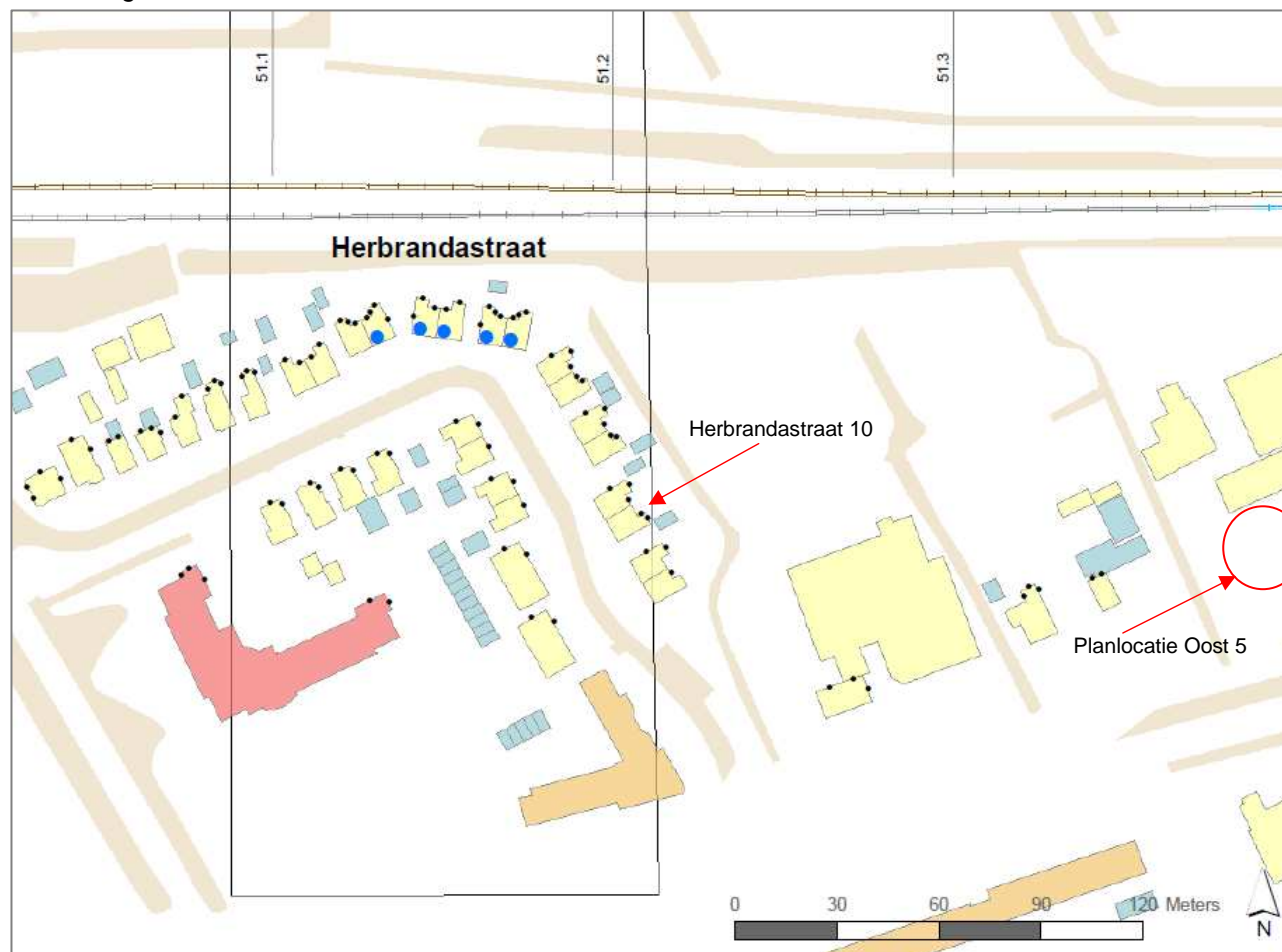 51.1
51.2
51.3
Herbrandastraat
Herbrandastraat 10
Planlocatie Oost 5
0 30 60 90 120 Meters
N